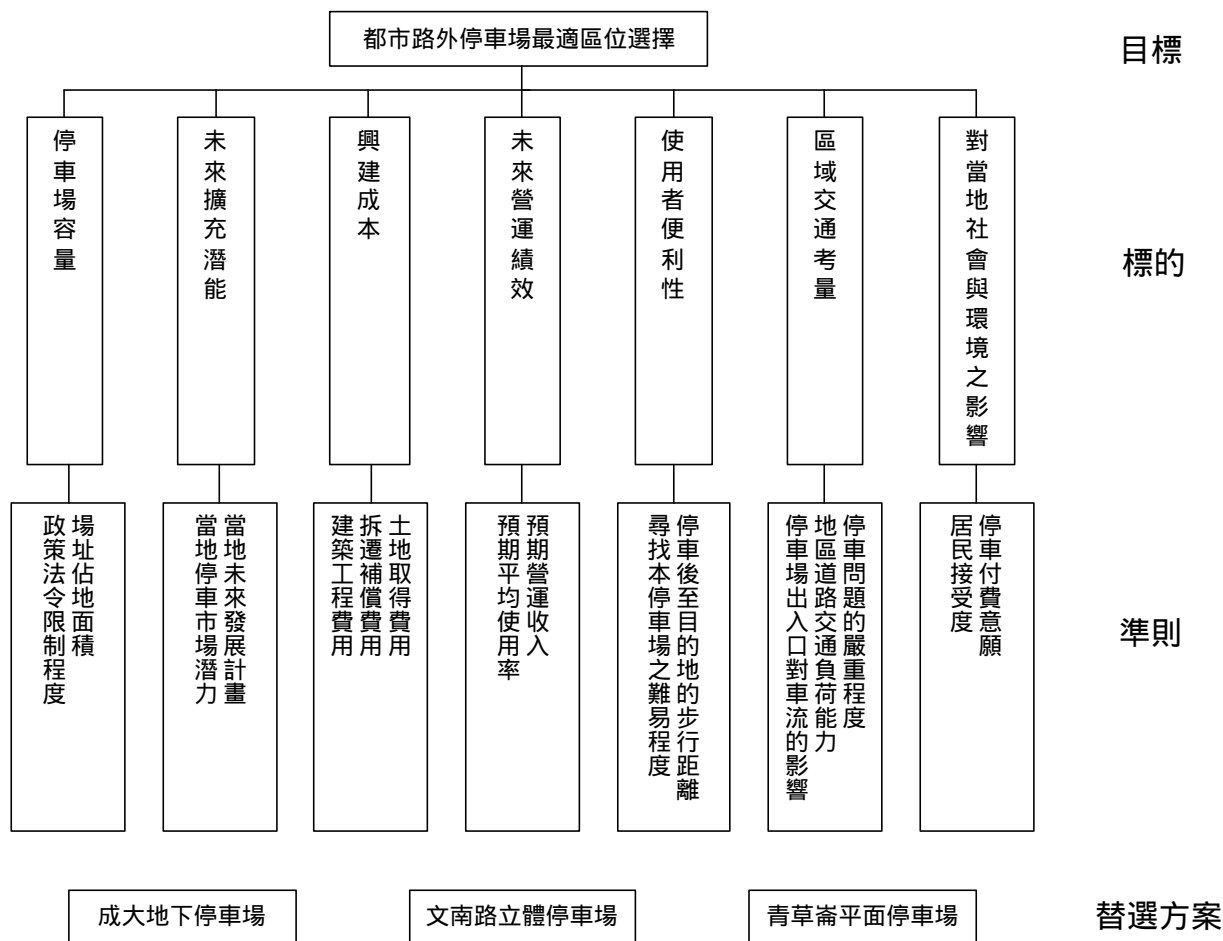 都市路外停車場最適區位選擇
目標
停車場容量
未來擴充潛能
興建成本
未來營運績效
使用者便利性
區域交通考量
對當地社會與環境之影響
標的
場址佔地面積
政策法令限制程度
當地未來發展計畫
當地停車市場潛力
土地取得費用
拆遷補償費用
建築工程費用
預期營運收入
預期平均使用率
停車後至目的地的步行距離
尋找本停車場之難易程度
停車問題的嚴重程度
地區道路交通負荷能力
停車場出入口對車流的影響
停車付費意願
居民接受度
準則
成大地下停車場
文南路立體停車場
青草崙平面停車場
替選方案